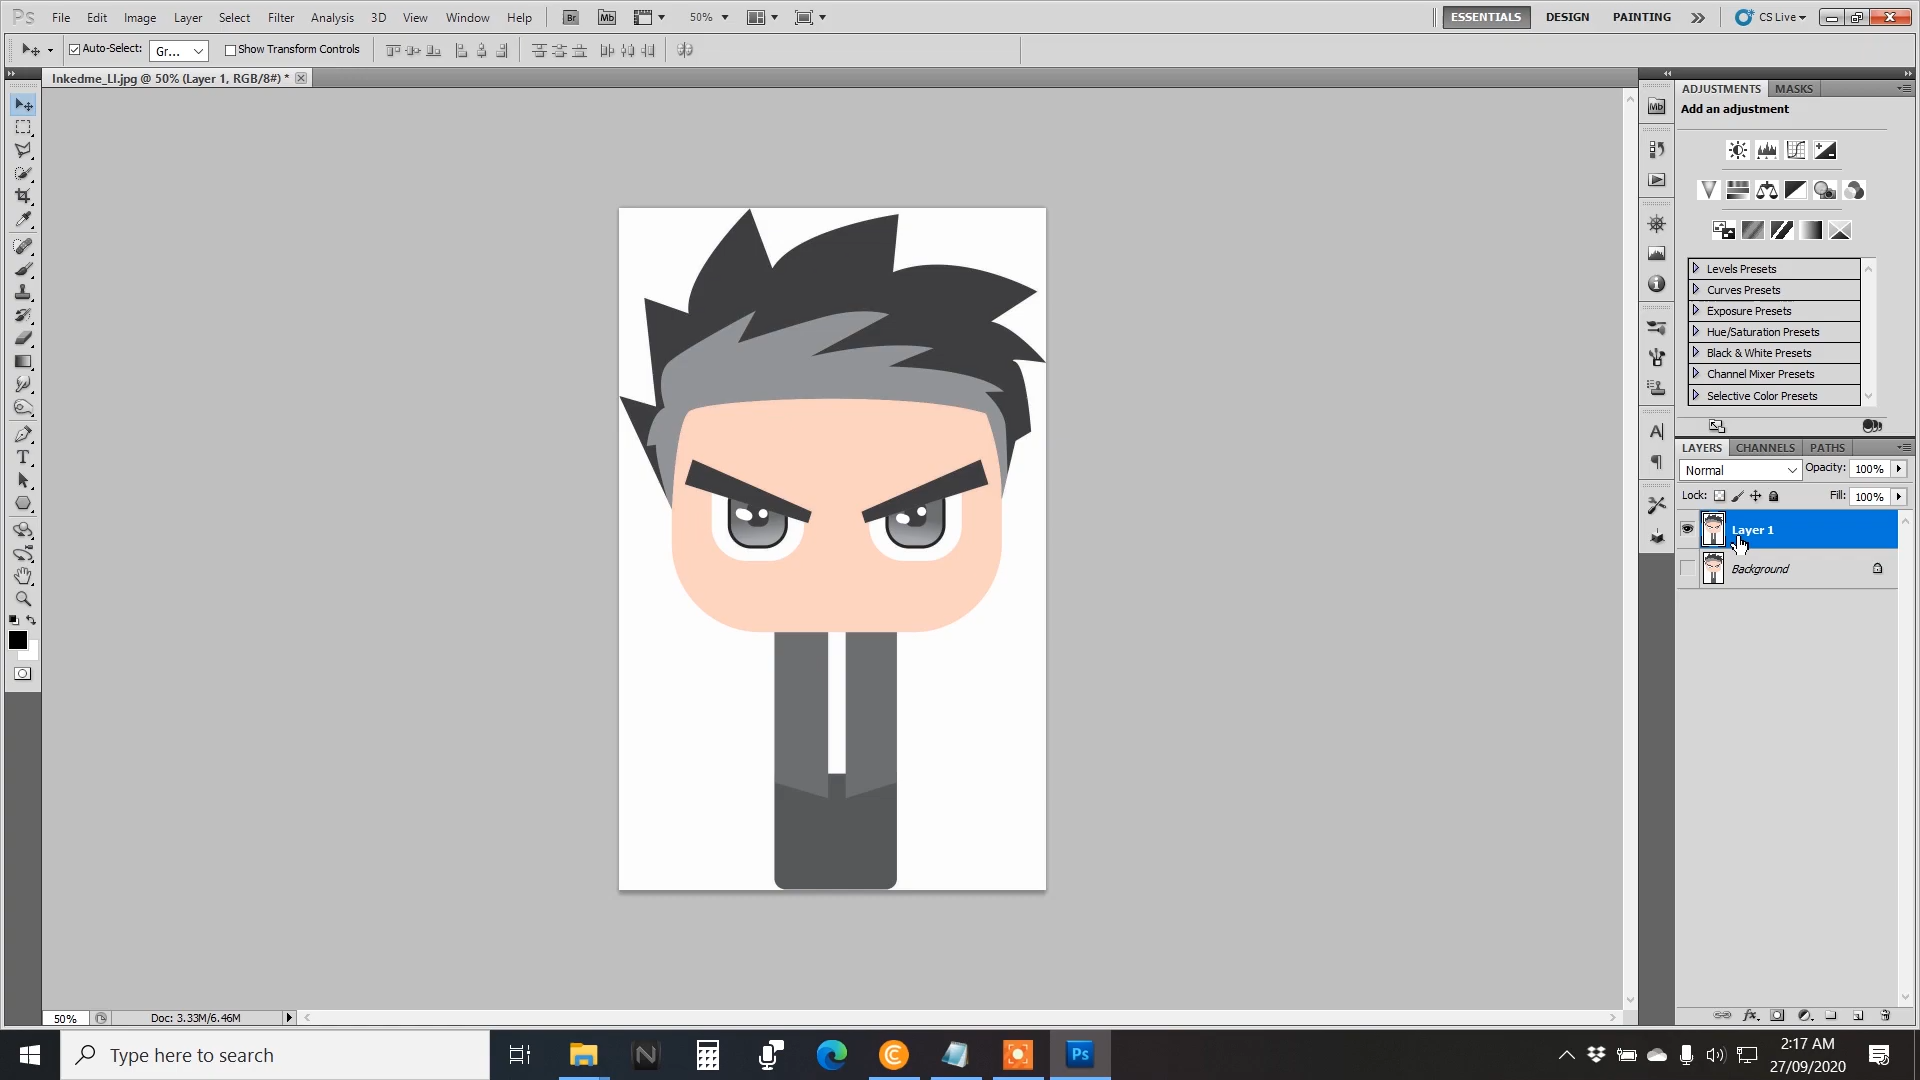 Ps File Edit Image Layer Select Filter Analysis 3D View Window Help Br Mb 50% ESSENTIALS DESIGN PAINTING CS Live
Auto-Select: Gr... Show Transform Controls
Inkedme_LI.jpg @ 50% (Layer 1, RGB/8#) *
ADJUSTMENTS MASKS
Add an adjustment
Mb
Levels Presets
Curves Presets
Exposure Presets
Hue/Saturation Presets
Black & White Presets
Channel Mixer Presets
Selective Color Presets
LAYERS CHANNELS PATHS
Normal Opacity: 100%
Lock: Fill: 100%
Layer 1
Background
50% Doc: 3.33M/6.46M
Type here to search
Ps
2:17 AM
27/09/2020